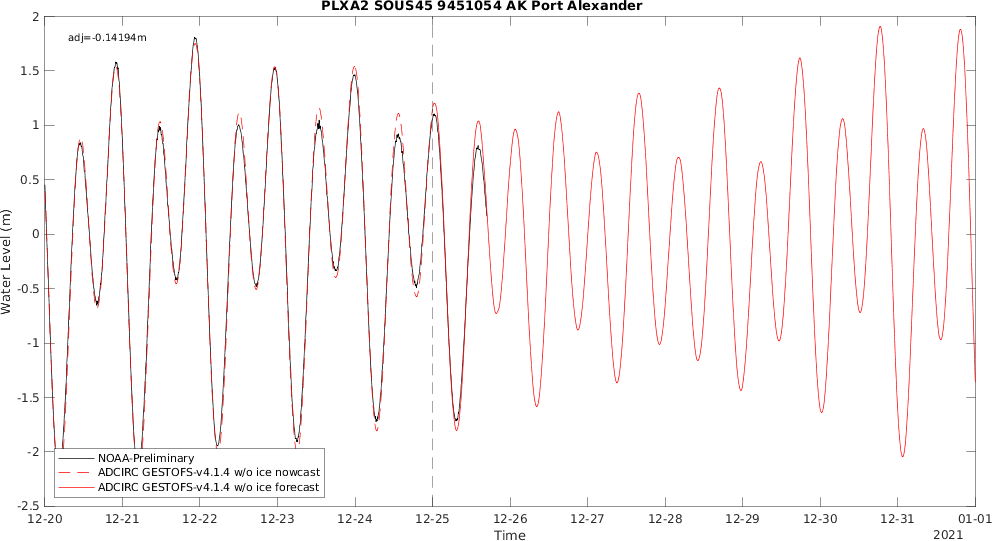 PLXA2 SOUS45 9451054 AK Port Alexander
adj=-0.14194m
Water Level (m)
2
1.5
1
0.5
0
-0.5
-1
-1.5
-2
-2.5
NOAA-Preliminary
ADCIRC GESTOFS-v4.1.4 w/o ice nowcast
ADCIRC GESTOFS-v4.1.4 w/o ice forecast
12-20 12-21 12-22 12-23 12-24 12-25 12-26 12-27 12-28 12-29 12-30 12-31 01-01
Time
2021